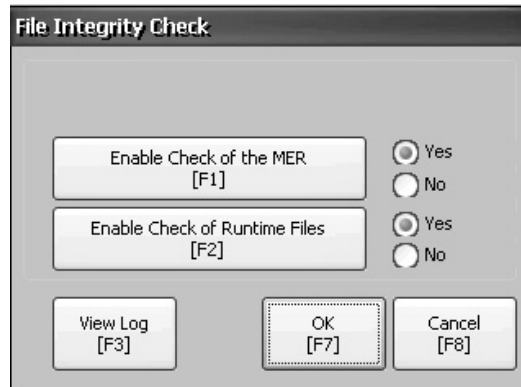 File Integrity Check
Enable Check of the MER
[F1]
Yes
No
Enable Check of Runtime Files
[F2]
Yes
No
View Log
[F3]
OK
[F7]
Cancel
[F8]